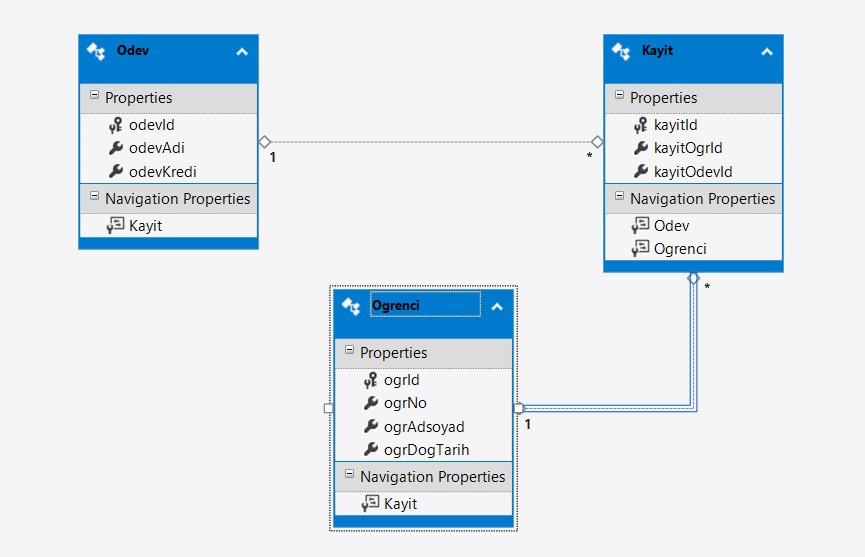 Odev
Properties
odevId
odevAdi
odevKredi
Navigation Properties
Kayit
1
*
Kayit
Properties
kayitId
kayitOgrId
kayitOdevId
Navigation Properties
Odev
Ogrenci
*
Ogrenci
Properties
ogrId
ogrNo
ogrAdsoyad
ogrDogTarih
Navigation Properties
Kayit
1